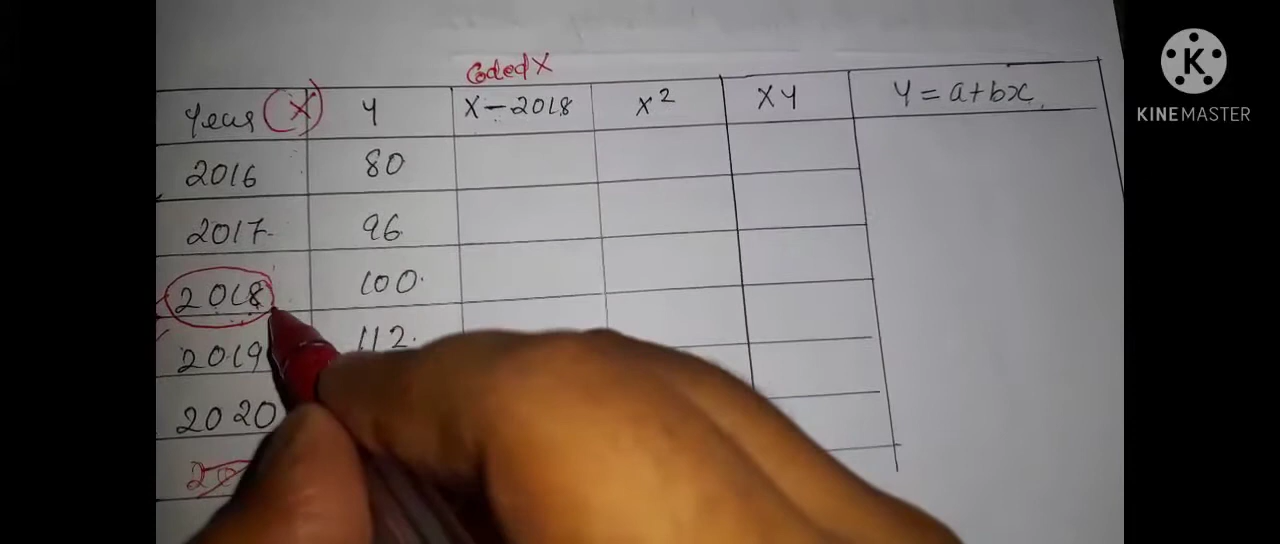 Coded X
Year (X) Y X-2018 X² XY Y = a+bx
2016 80
2017 96
2018 100
2019 112
2020
K
KINEMASTER